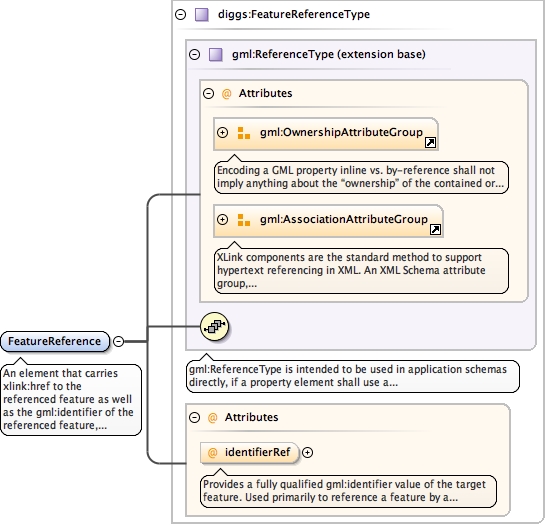 diggs:FeatureReferenceType
gml:ReferenceType (extension base)
@ Attributes
gml:OwnershipAttributeGroup
Encoding a GML property inline vs. by-reference shall not
imply anything about the “ownership” of the contained or...
gml:AssociationAttributeGroup
XLink components are the standard method to support
hypertext referencing in XML. An XML Schema attribute
group,...
FeatureReference
An element that carries
xlink:href to the
referenced feature as well
as the gml:identifier of the
referenced feature,...
gml:ReferenceType is intended to be used in application schemas
directly, if a property element shall use a...
@ Attributes
@ identifierRef
Provides a fully qualified gml:identifier value of the target
feature. Used primarily to reference a feature by a...